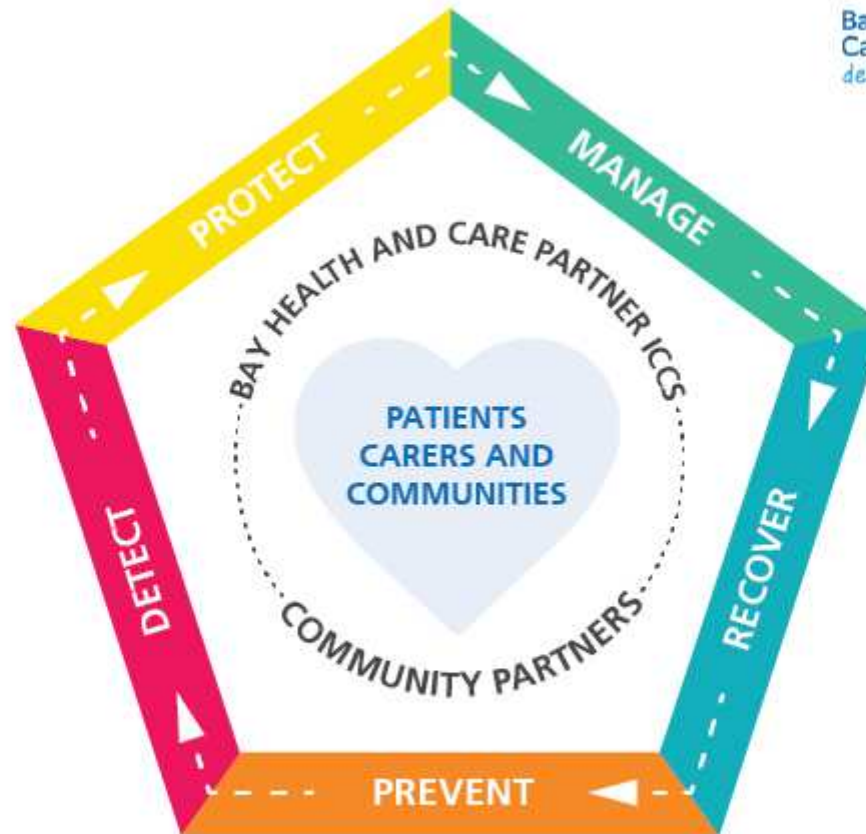 PROTECT
MANAGE
BAY HEALTH AND CARE PARTNER ICCS
PATIENTS
CARERS AND
COMMUNITIES
DETECT
RECOVER
COMMUNITY PARTNERS
PREVENT